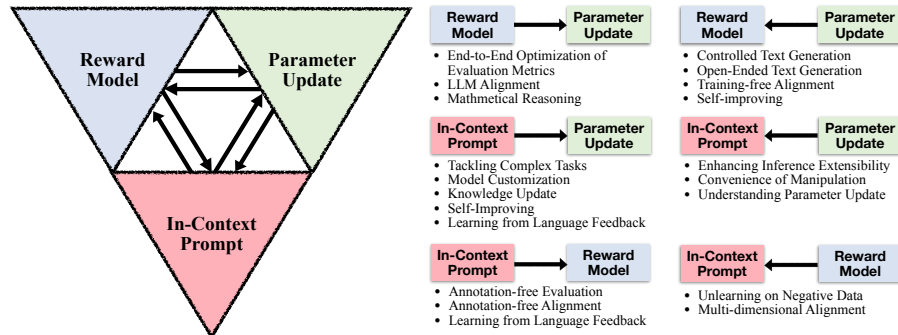 Reward
Model
Parameter
Update
In-Context
Prompt
Reward
Model
Parameter
Update
• End-to-End Optimization of
Evaluation Metrics
• LLM Alignment
• Mathmetical Reasoning
Reward
Model
Parameter
Update
• Controlled Text Generation
• Open-Ended Text Generation
• Training-free Alignment
• Self-improving
In-Context
Prompt
Parameter
Update
• Tackling Complex Tasks
• Model Customization
• Knowledge Update
• Self-Improving
• Learning from Language Feedback
In-Context
Prompt
Parameter
Update
• Enhancing Inference Extensibility
• Convenience of Manipulation
• Understanding Parameter Update
In-Context
Prompt
Reward
Model
• Annotation-free Evaluation
• Annotation-free Alignment
• Learning from Language Feedback
In-Context
Prompt
Reward
Model
• Unlearning on Negative Data
• Multi-dimensional Alignment